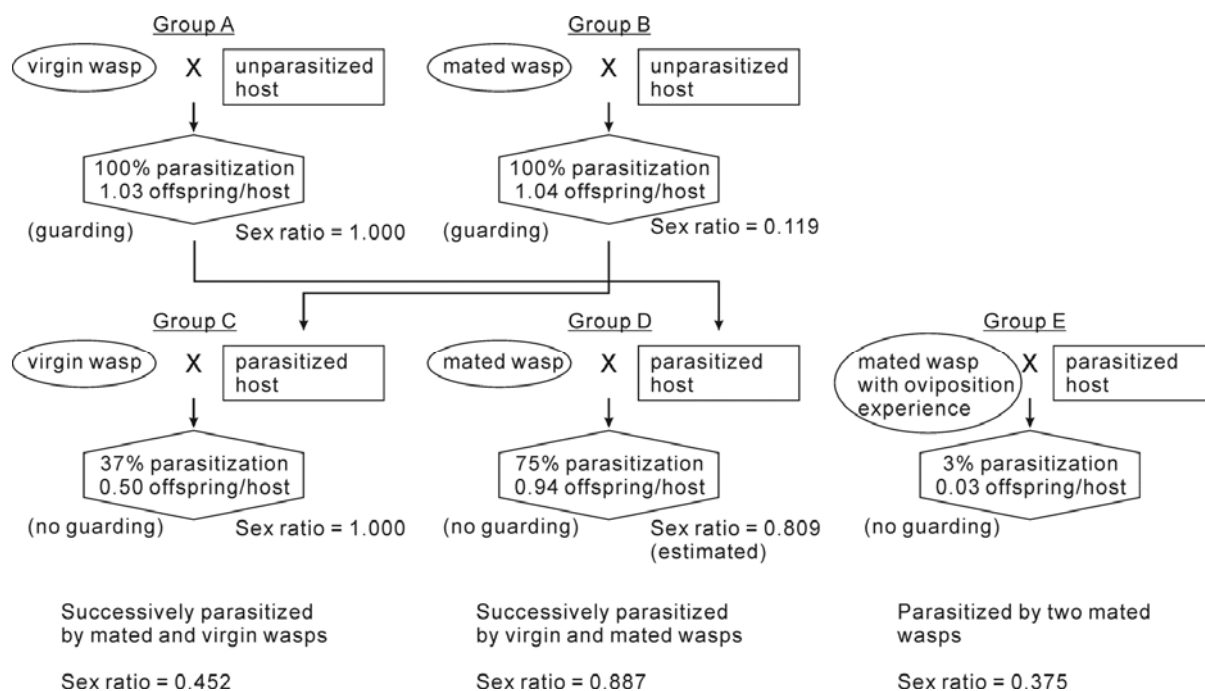 Group A
virgin wasp X unparasitized
host
100% parasitization
1.03 offspring/host
(guarding) Sex ratio = 1.000
Group B
mated wasp X unparasitized
host
100% parasitization
1.04 offspring/host
(guarding) Sex ratio = 0.119
Group C
virgin wasp X parasitized
host
37% parasitization
0.50 offspring/host
(no guarding) Sex ratio = 1.000
Successively parasitized
by mated and virgin wasps
Sex ratio = 0.452
Group D
mated wasp X parasitized
host
75% parasitization
0.94 offspring/host
(no guarding) Sex ratio = 0.809
(estimated)
Successively parasitized
by virgin and mated wasps
Sex ratio = 0.887
Group E
mated wasp X parasitized
with oviposition host
experience
3% parasitization
0.03 offspring/host
(no guarding)
Parasitized by two mated
wasps
Sex ratio = 0.375